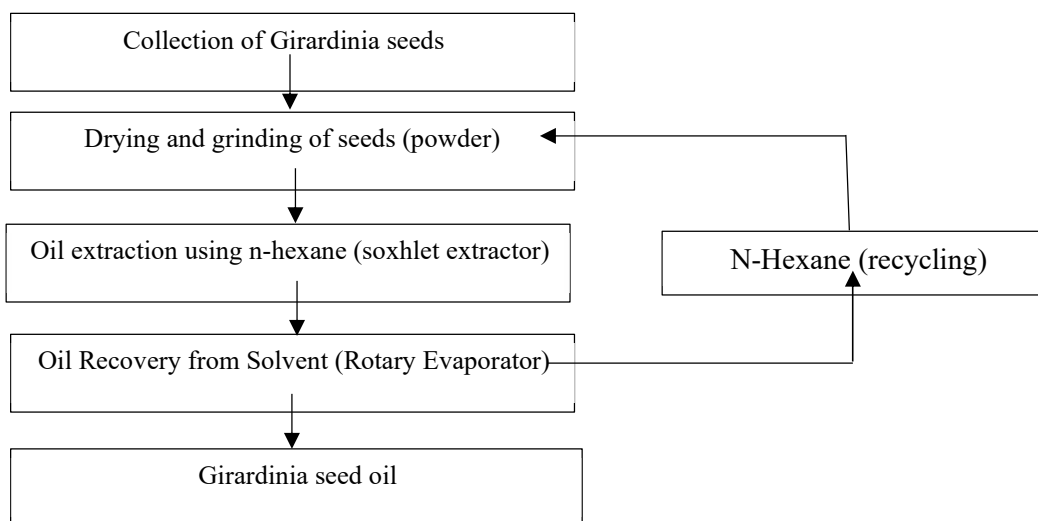 Collection of Girardinia seeds
Drying and grinding of seeds (powder)
Oil extraction using n-hexane (soxhlet extractor)
N-Hexane (recycling)
Oil Recovery from Solvent (Rotary Evaporator)
Girardinia seed oil